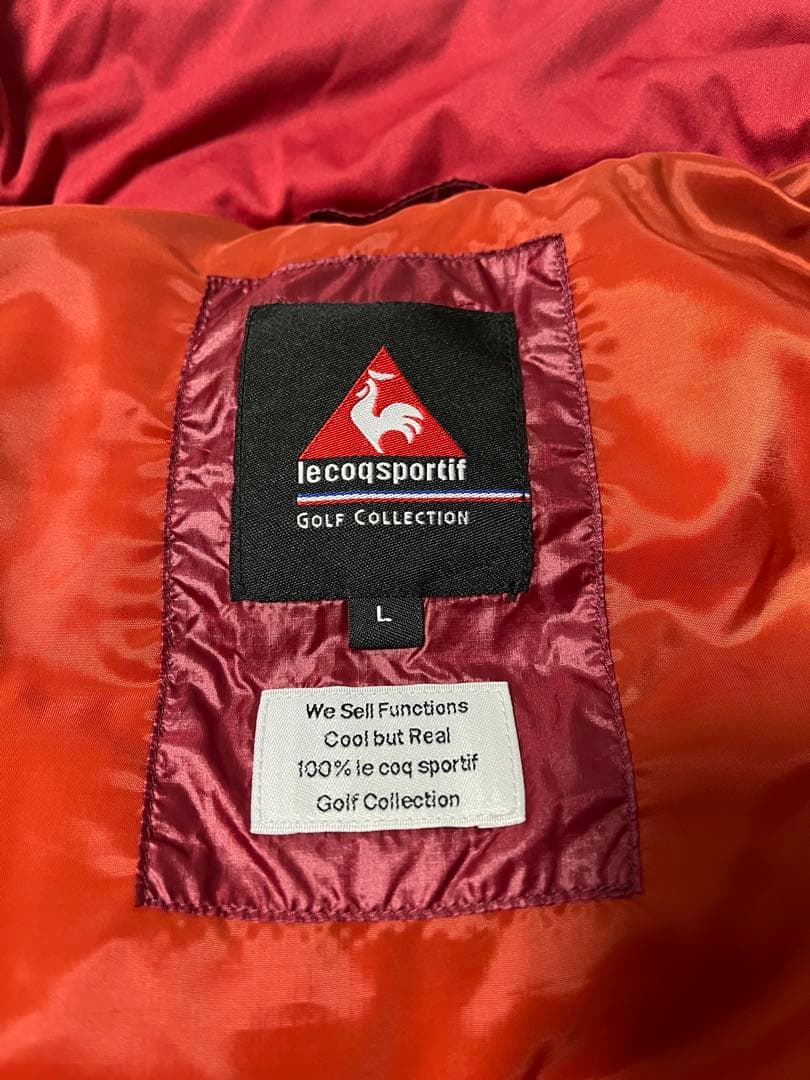 lecoqsportif
GOLF COLLECTION
L
We Sell Functions
Cool but Real
100% le coq sportif
Golf Collection